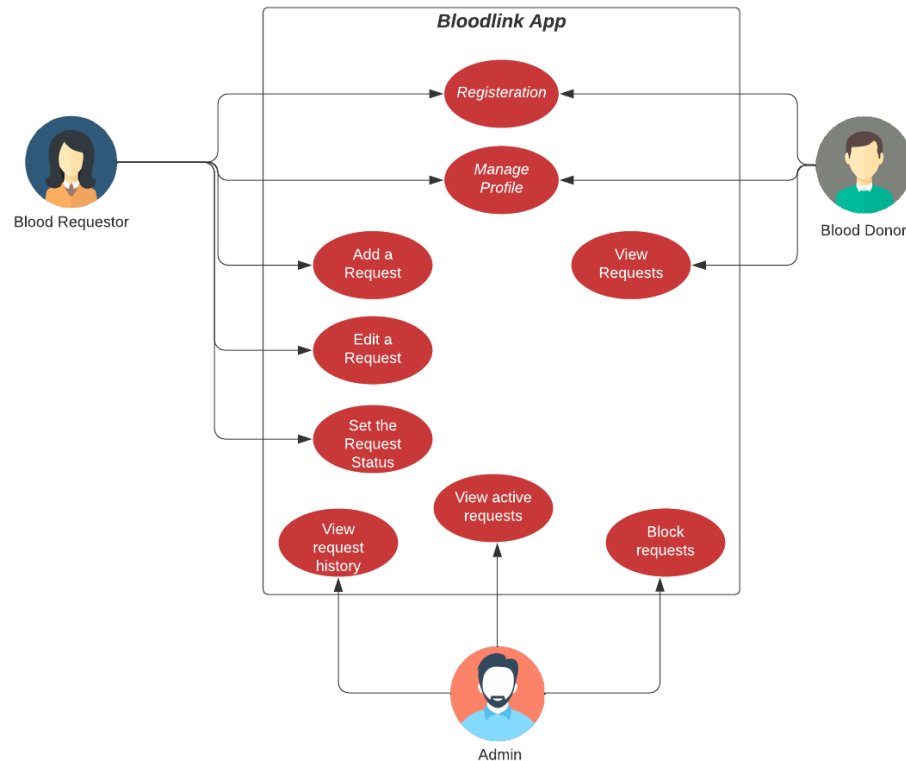 Bloodlink App
Registeration
Manage
Profile
Blood Requestor
Blood Donor
Add a
Request
View
Requests
Edit a
Request
Set the
Request
Status
View active
requests
View
request
history
Block
requests
Admin